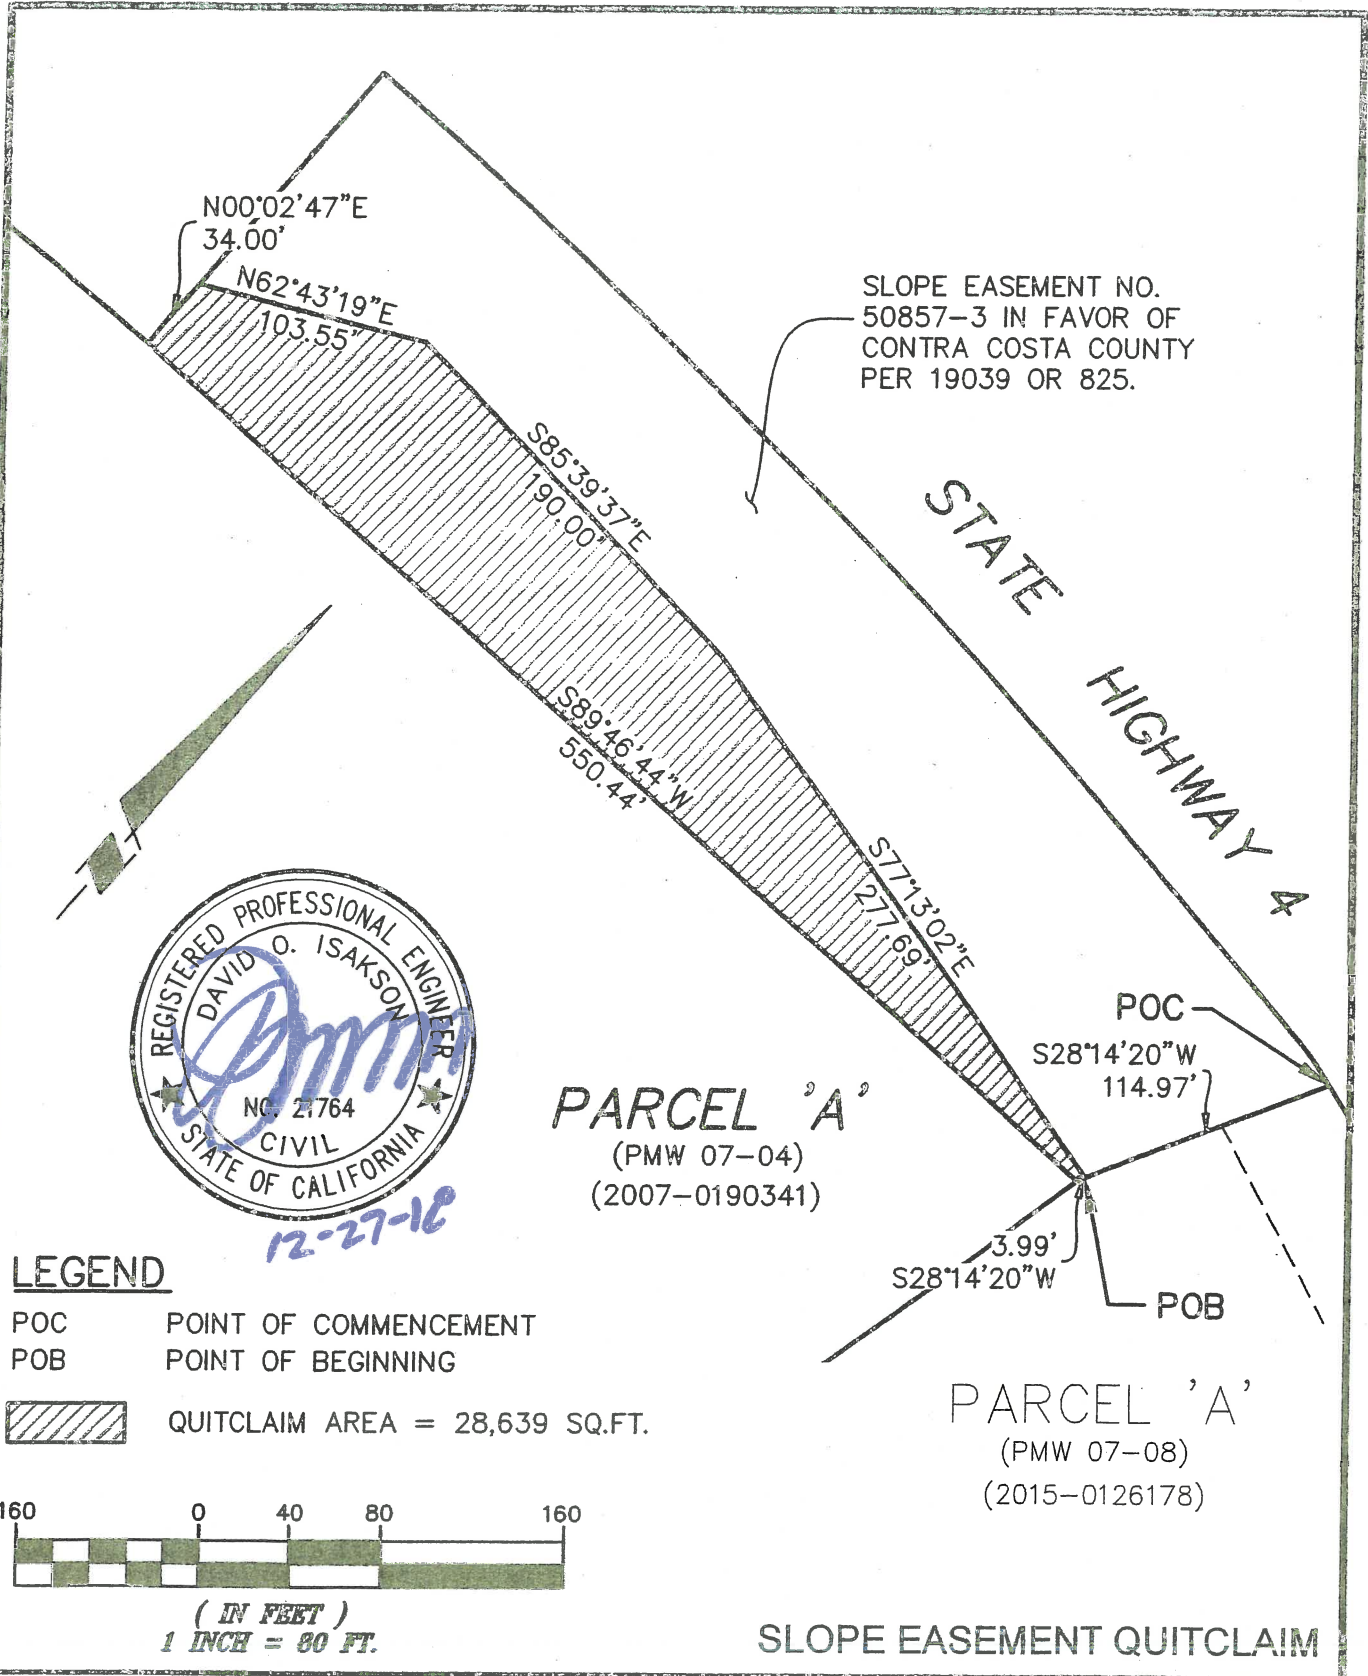 N00°02'47"E
34.00'
N62°43'19"E
103.55'
SLOPE EASEMENT NO.
50857-3 IN FAVOR OF
CONTRA COSTA COUNTY
PER 19039 OR 825.
S85°39'37"E
190.00'
STATE HIGHWAY 4
S89°46'44"W
550.44'
S77°13'02"E
277.69'
REGISTERED PROFESSIONAL ENGINEER
DAVID O. ISAKSON
NO. 21764
CIVIL
STATE OF CALIFORNIA
12-27-18
POC
S28°14'20"W
114.97'
PARCEL 'A'
(PMW 07-04)
(2007-0190341)
3.99'
S28°14'20"W
POB
LEGEND
POC POINT OF COMMENCEMENT
POB POINT OF BEGINNING
QUITCLAIM AREA = 28,639 SQ.FT.
PARCEL 'A'
(PMW 07-08)
(2015-0126178)
160 0 40 80 160
( IN FEET )
1 INCH = 80 FT.
SLOPE EASEMENT QUITCLAIM